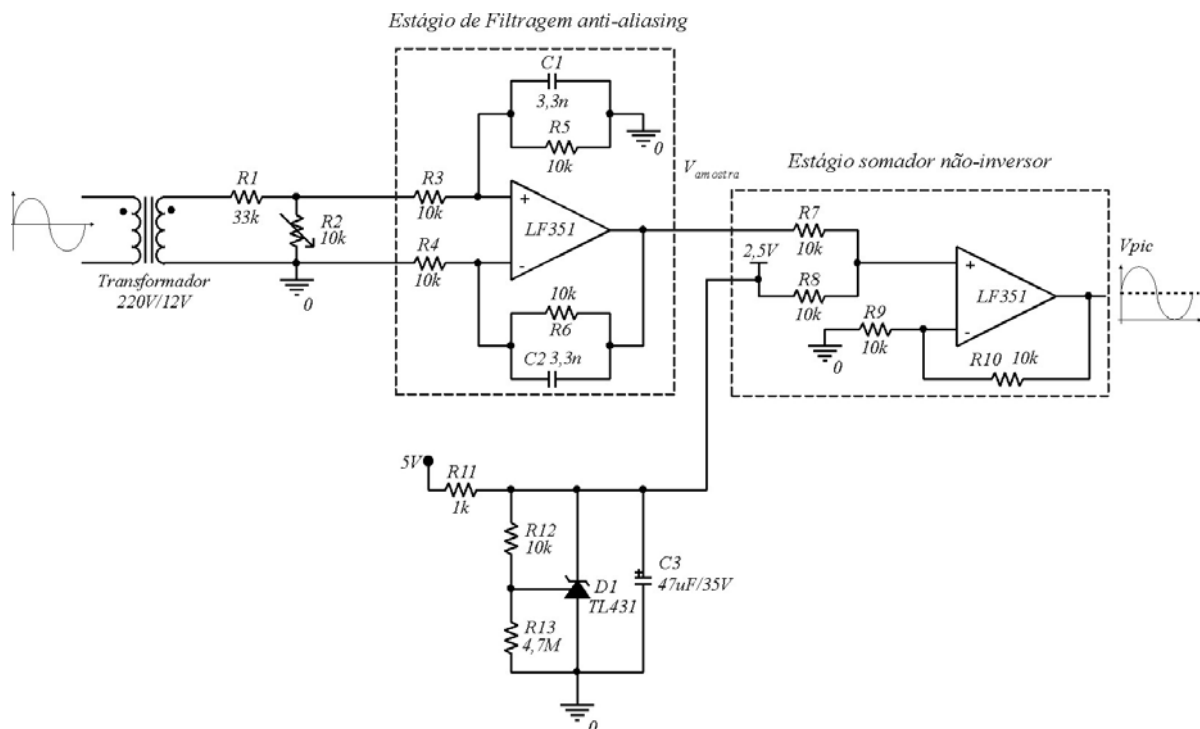 Estágio de Filtragem anti-aliasing
C1
3,3n
R5
10k
0
V amostra
Estágio somador não-inversor
R1
33k
R2
10k
0
Transformador
220V/12V
R3
10k
R4
10k
+
-
LF351
10k
R6
C2 3,3n
R7
10k
2,5V
R8
10k
R9
10k
0
+
-
LF351
R10 10k
Vpic
5V
R11
1k
R12
10k
R13
4,7M
D1
TL431
C3
+
47uF/35V
0